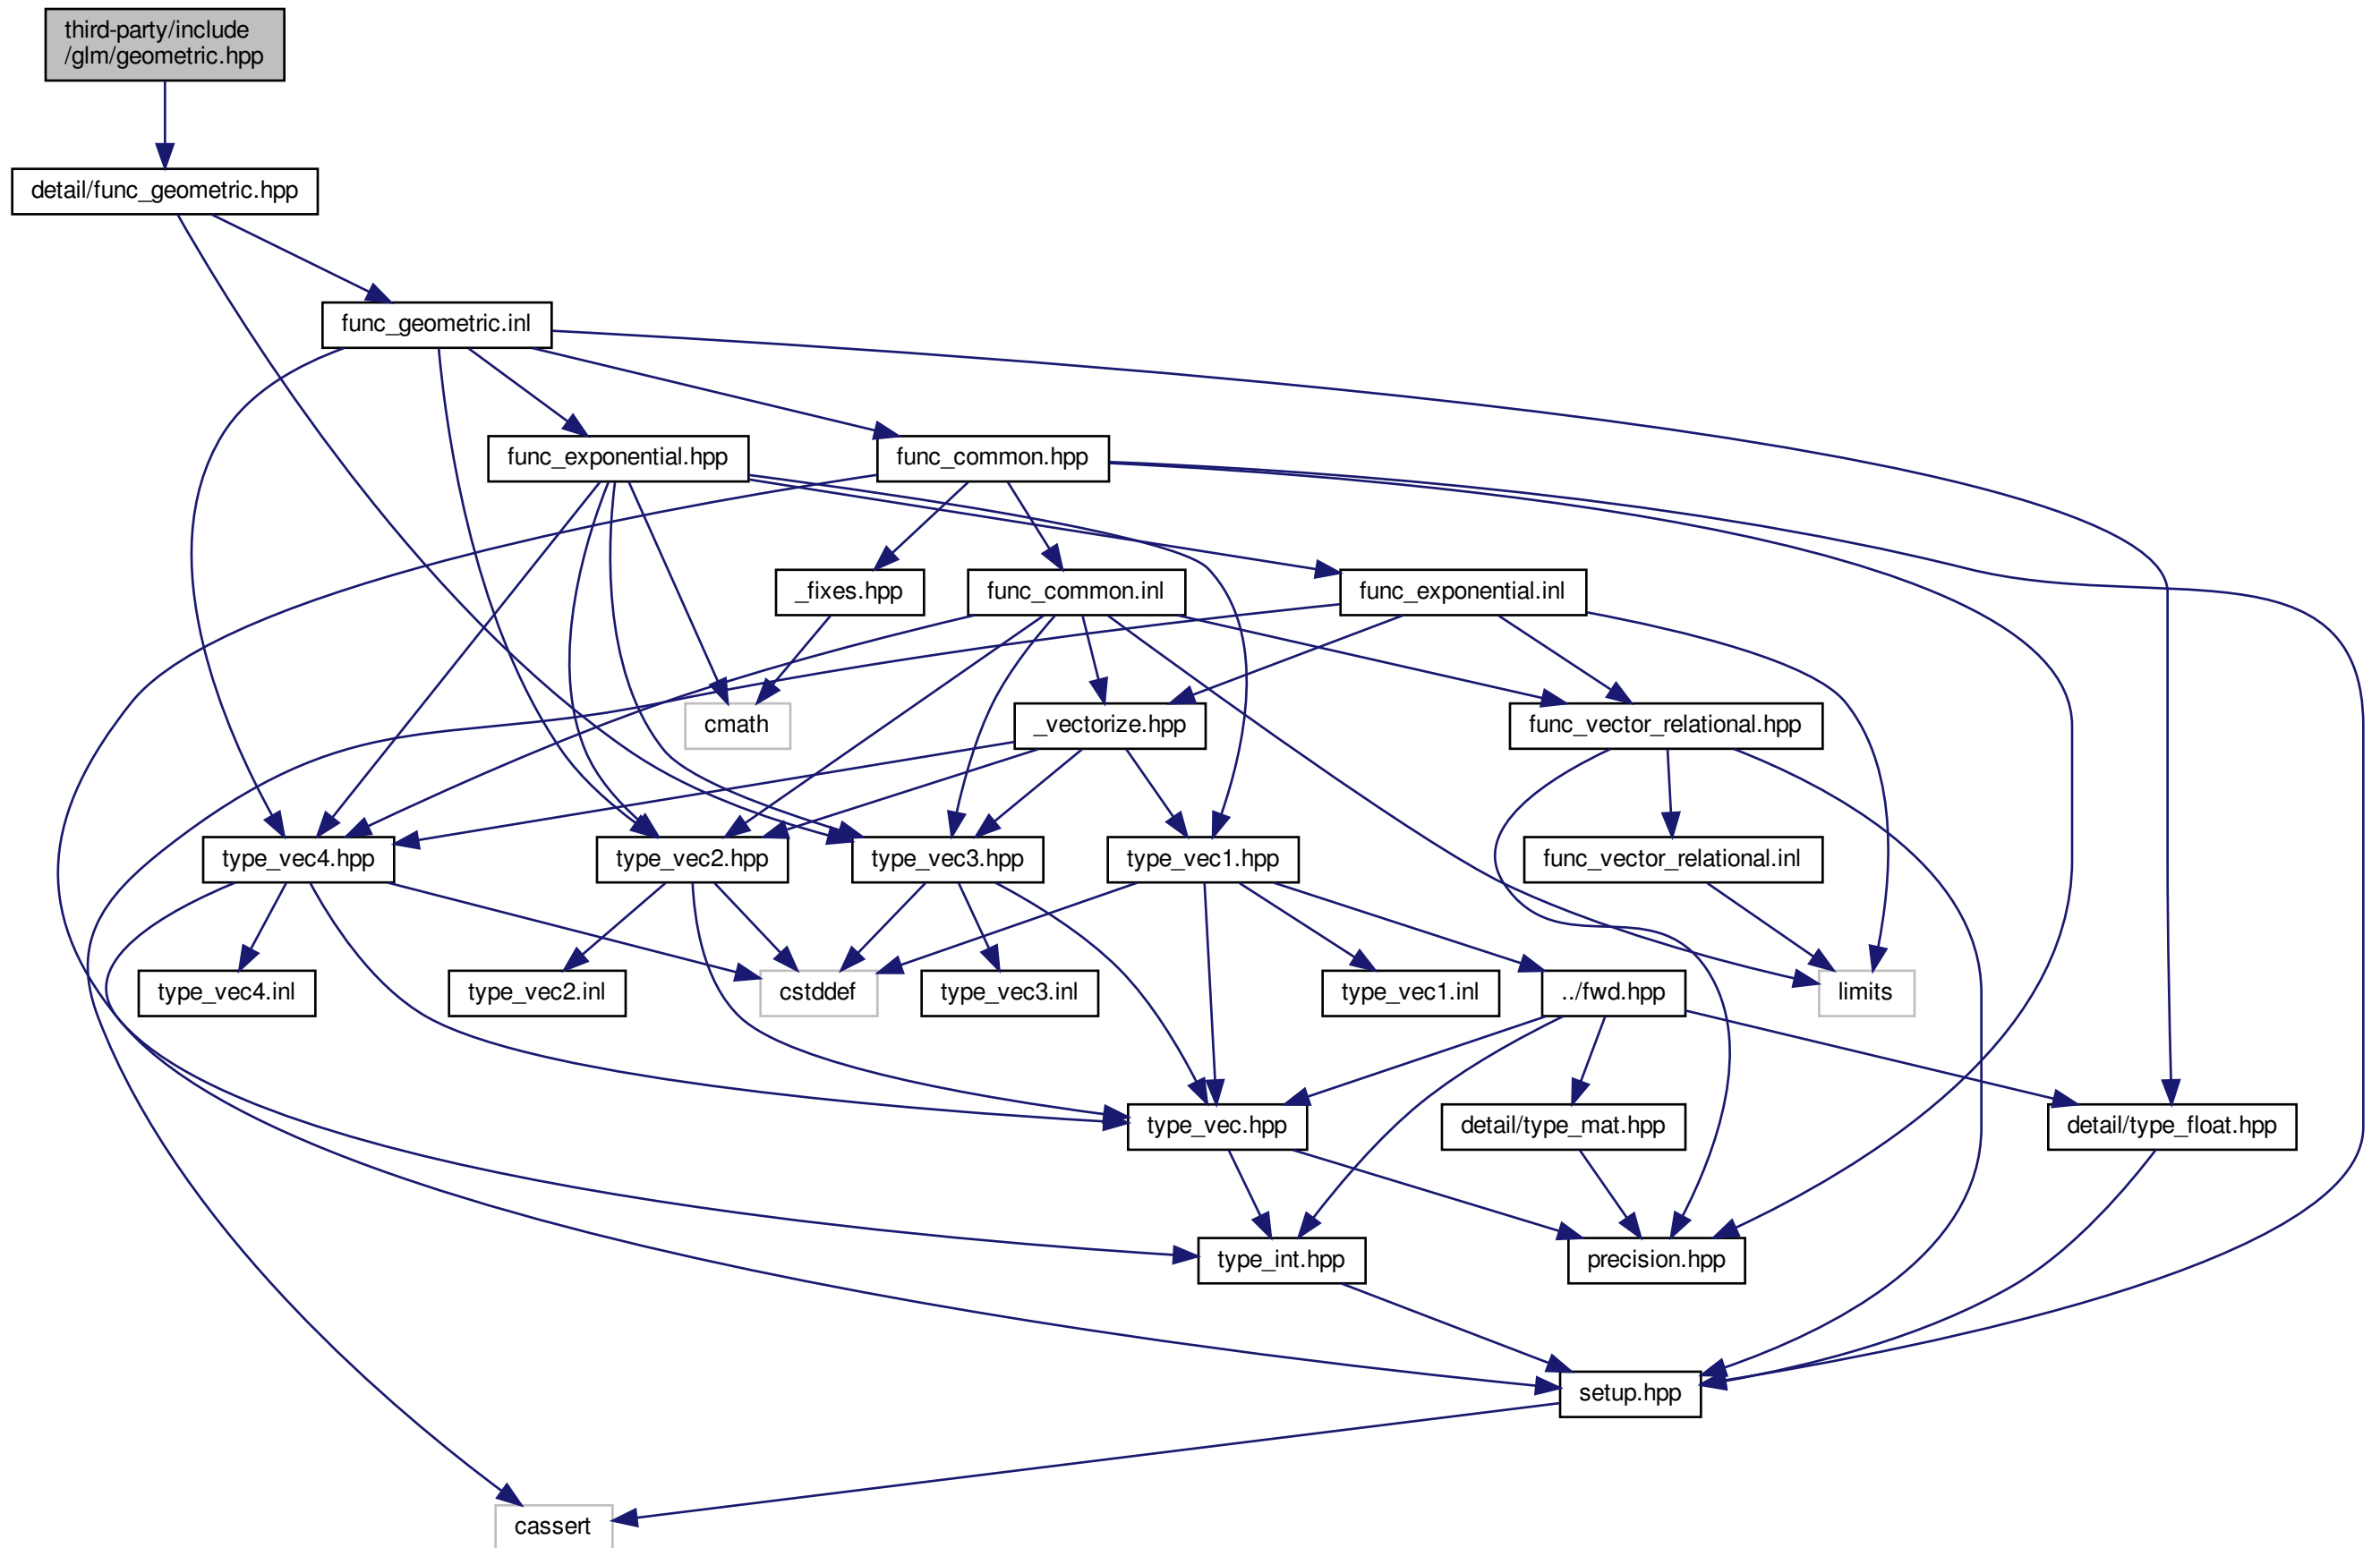 third-party/include
/glm/geometric.hpp
detail/func_geometric.hpp
func_geometric.inl
func_exponential.hpp
func_common.hpp
_fixes.hpp
func_common.inl
func_exponential.inl
cmath
_vectorize.hpp
func_vector_relational.hpp
type_vec4.hpp
type_vec2.hpp
type_vec3.hpp
type_vec1.hpp
func_vector_relational.inl
type_vec4.inl
type_vec2.inl
cstddef
type_vec3.inl
type_vec1.inl
../fwd.hpp
limits
type_vec.hpp
detail/type_mat.hpp
detail/type_float.hpp
type_int.hpp
precision.hpp
setup.hpp
cassert